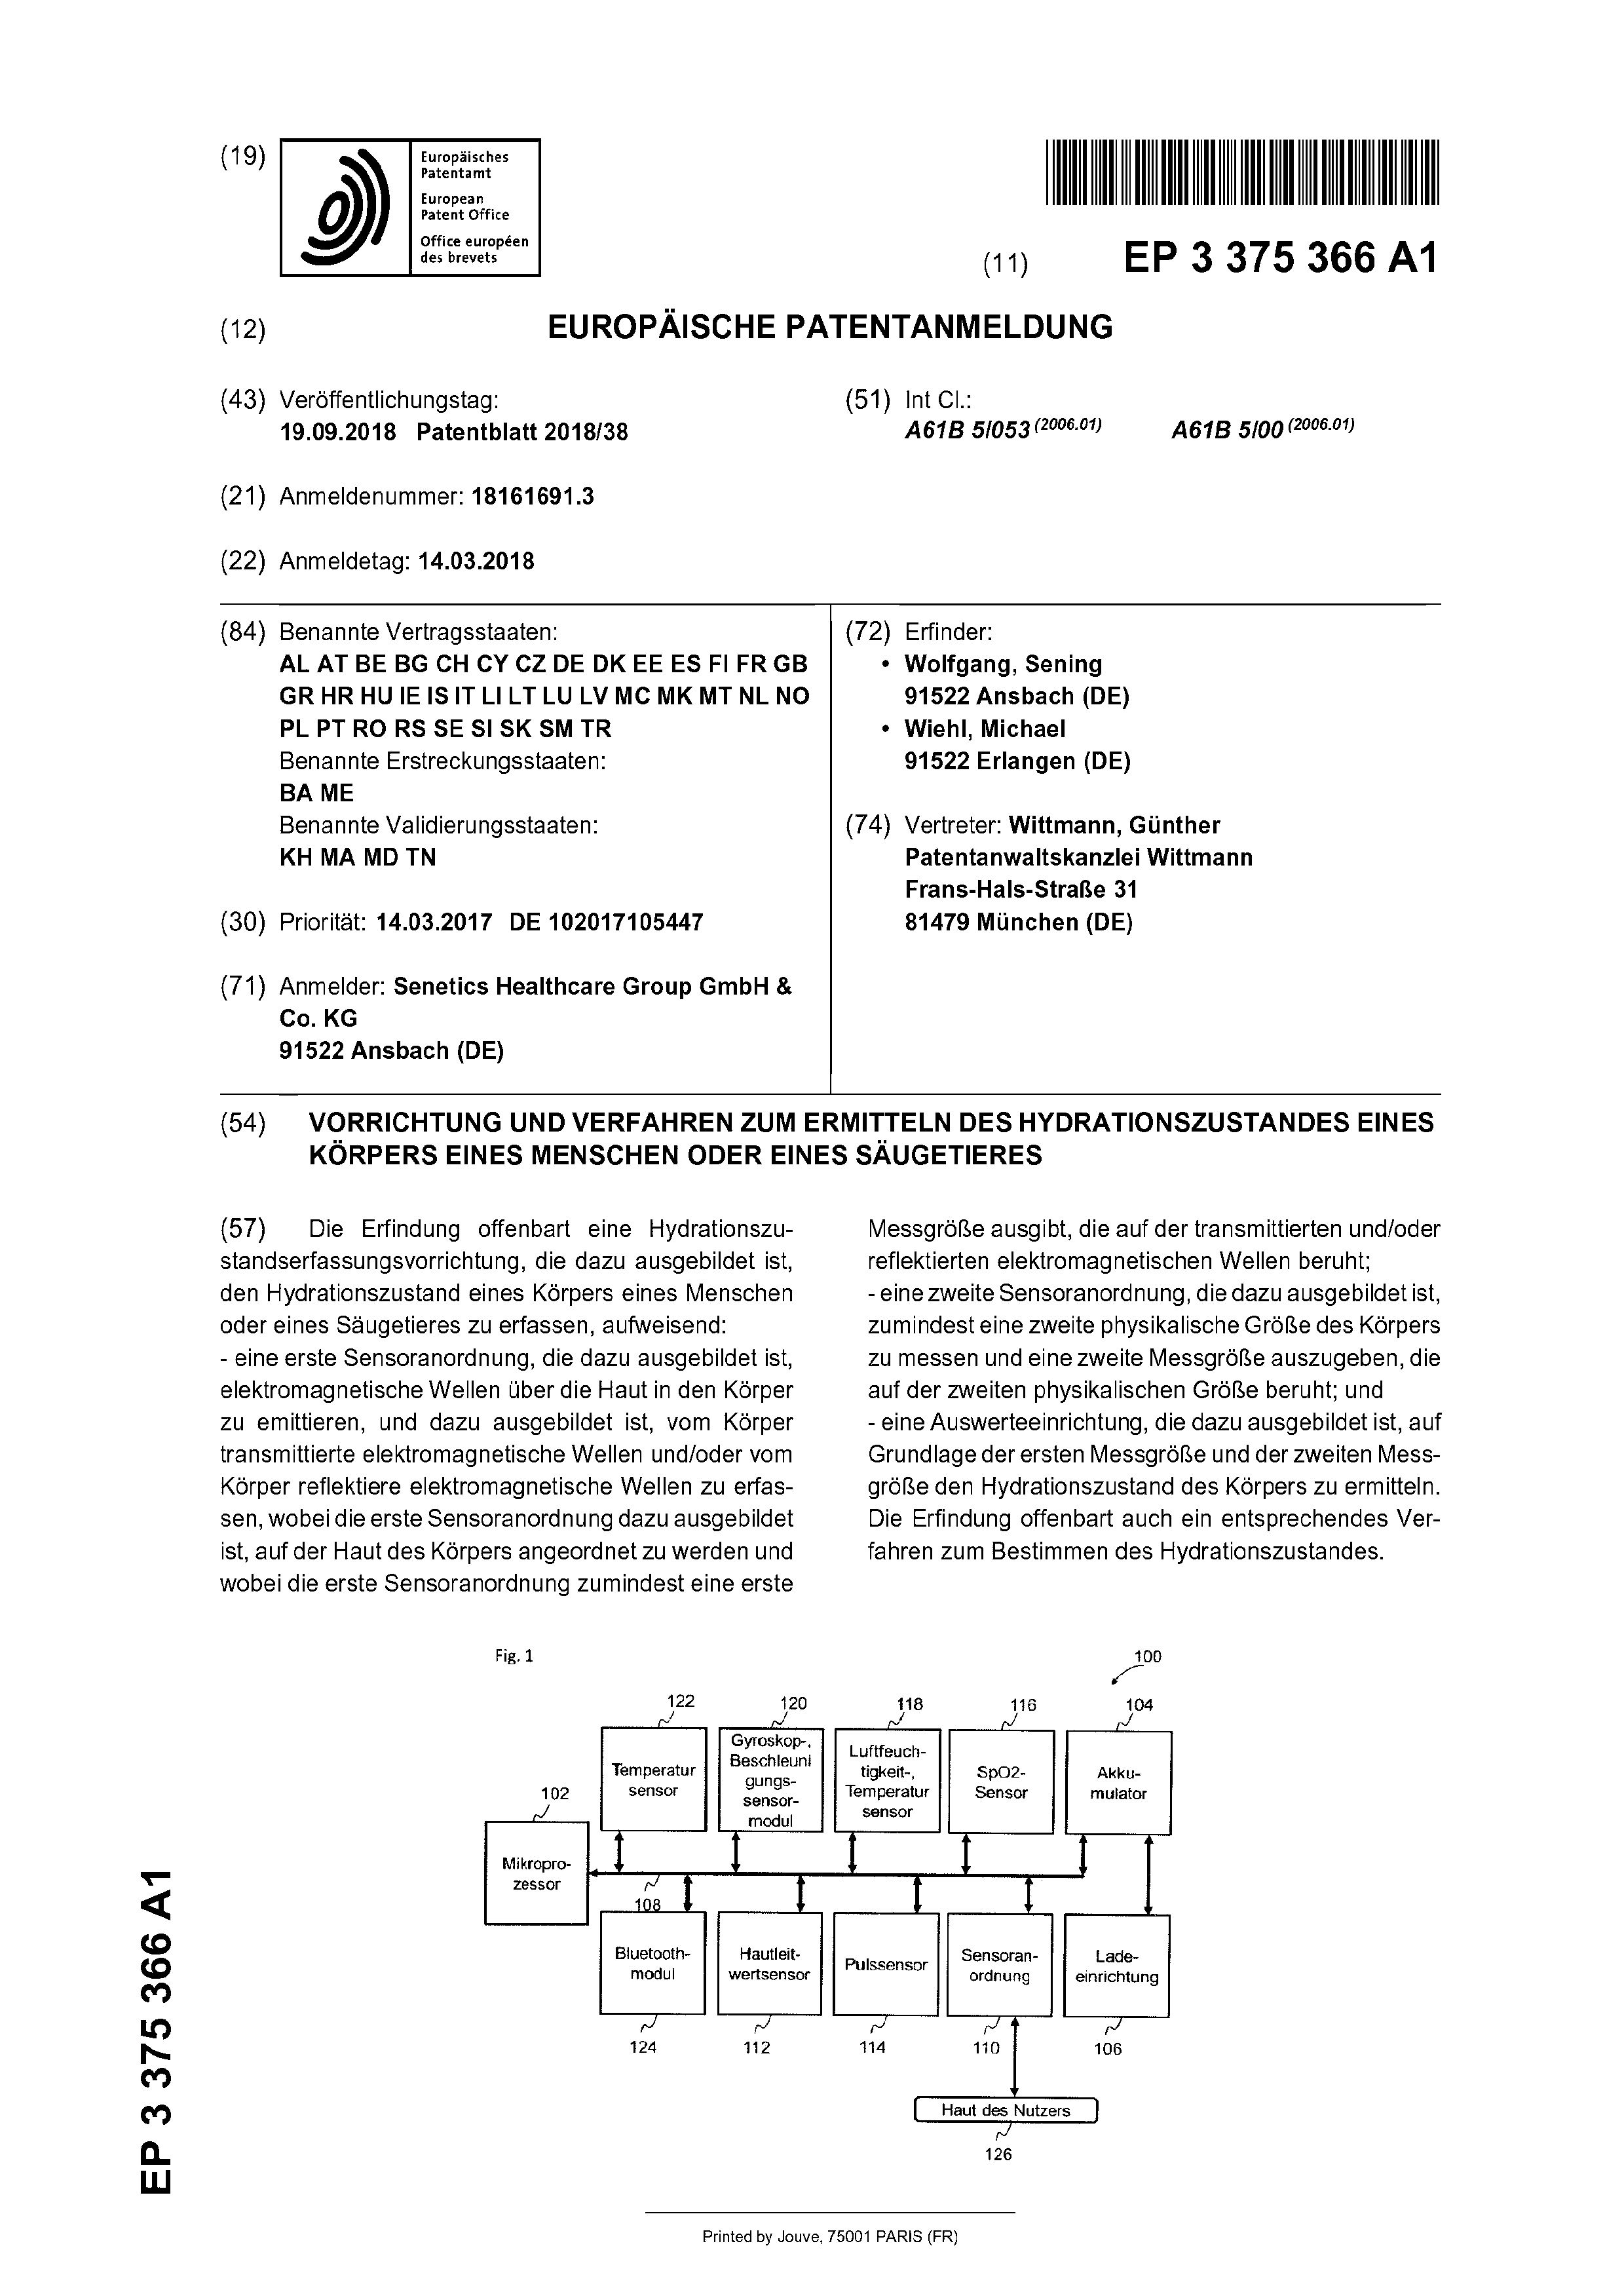 (19)
Europäisches
Patentamt
European
Patent Office
Office européen
des brevets
(11) EP 3 375 366 A1
(12) EUROPÄISCHE PATENTANMELDUNG
(43) Veröffentlichungstag:
19.09.2018 Patentblatt 2018/38
(51) Int Cl.:
A61B 5/053 (2006.01) A61B 5/00 (2006.01)
(21) Anmeldenummer: 18161691.3
(22) Anmeldetag: 14.03.2018
(84) Benannte Vertragsstaaten:
AL AT BE BG CH CY CZ DE DK EE ES FI FR GB
GR HR HU IE IS IT LI LT LU LV MC MK MT NL NO
PL PT RO RS SE SI SK SM TR
Benannte Erstreckungsstaaten:
BA ME
Benannte Validierungsstaaten:
KH MA MD TN
(30) Priorität: 14.03.2017 DE 102017105447
(71) Anmelder: Senetics Healthcare Group GmbH &
Co. KG
91522 Ansbach (DE)
(72) Erfinder:
• Wolfgang, Sening
91522 Ansbach (DE)
• Wiehl, Michael
91522 Erlangen (DE)
(74) Vertreter: Wittmann, Günther
Patentanwaltskanzlei Wittmann
Frans-Hals-Straße 31
81479 München (DE)
(54) VORRICHTUNG UND VERFAHREN ZUM ERMITTELN DES HYDRATIONSZUSTANDES EINES
KÖRPERS EINES MENSCHEN ODER EINES SÄUGETIERES
(57) Die Erfindung offenbart eine Hydrationszu-
standserfassungsvorrichtung, die dazu ausgebildet ist,
den Hydrationszustand eines Körpers eines Menschen
oder eines Säugetieres zu erfassen, aufweisend:
- eine erste Sensoranordnung, die dazu ausgebildet ist,
elektromagnetische Wellen über die Haut in den Körper
zu emittieren, und dazu ausgebildet ist, vom Körper
transmittierte elektromagnetische Wellen und/oder vom
Körper reflektiere elektromagnetische Wellen zu erfas-
sen, wobei die erste Sensoranordnung dazu ausgebildet
ist, auf der Haut des Körpers angeordnet zu werden und
wobei die erste Sensoranordnung zumindest eine erste
Messgröße ausgibt, die auf der transmittierten und/oder
reflektierten elektromagnetischen Wellen beruht;
- eine zweite Sensoranordnung, die dazu ausgebildet ist,
zumindest eine zweite physikalische Größe des Körpers
zu messen und eine zweite Messgröße auszugeben, die
auf der zweiten physikalischen Größe beruht; und
- eine Auswerteeinrichtung, die dazu ausgebildet ist, auf
Grundlage der ersten Messgröße und der zweiten Mess-
größe den Hydrationszustand des Körpers zu ermitteln.
Die Erfindung offenbart auch ein entsprechendes Ver-
fahren zum Bestimmen des Hydrationszustandes.
Fig. 1
100
122
120
118
116
104
Temperatur
sensor
Gyroskop-,
Beschleuni
gungs-
sensor-
modul
Luftfeuch-
tigkeit-,
Temperatur
sensor
SpO2-
Sensor
Akku-
mulator
102
Mikropro-
zessor
108
Bluetooth-
modul
Hautleit-
wertsensor
Pulssensor
Sensoran-
ordnung
Lade-
einrichtung
124
112
114
110
106
Haut des Nutzers
126
EP 3 375 366 A1
Printed by Jouve, 75001 PARIS (FR)